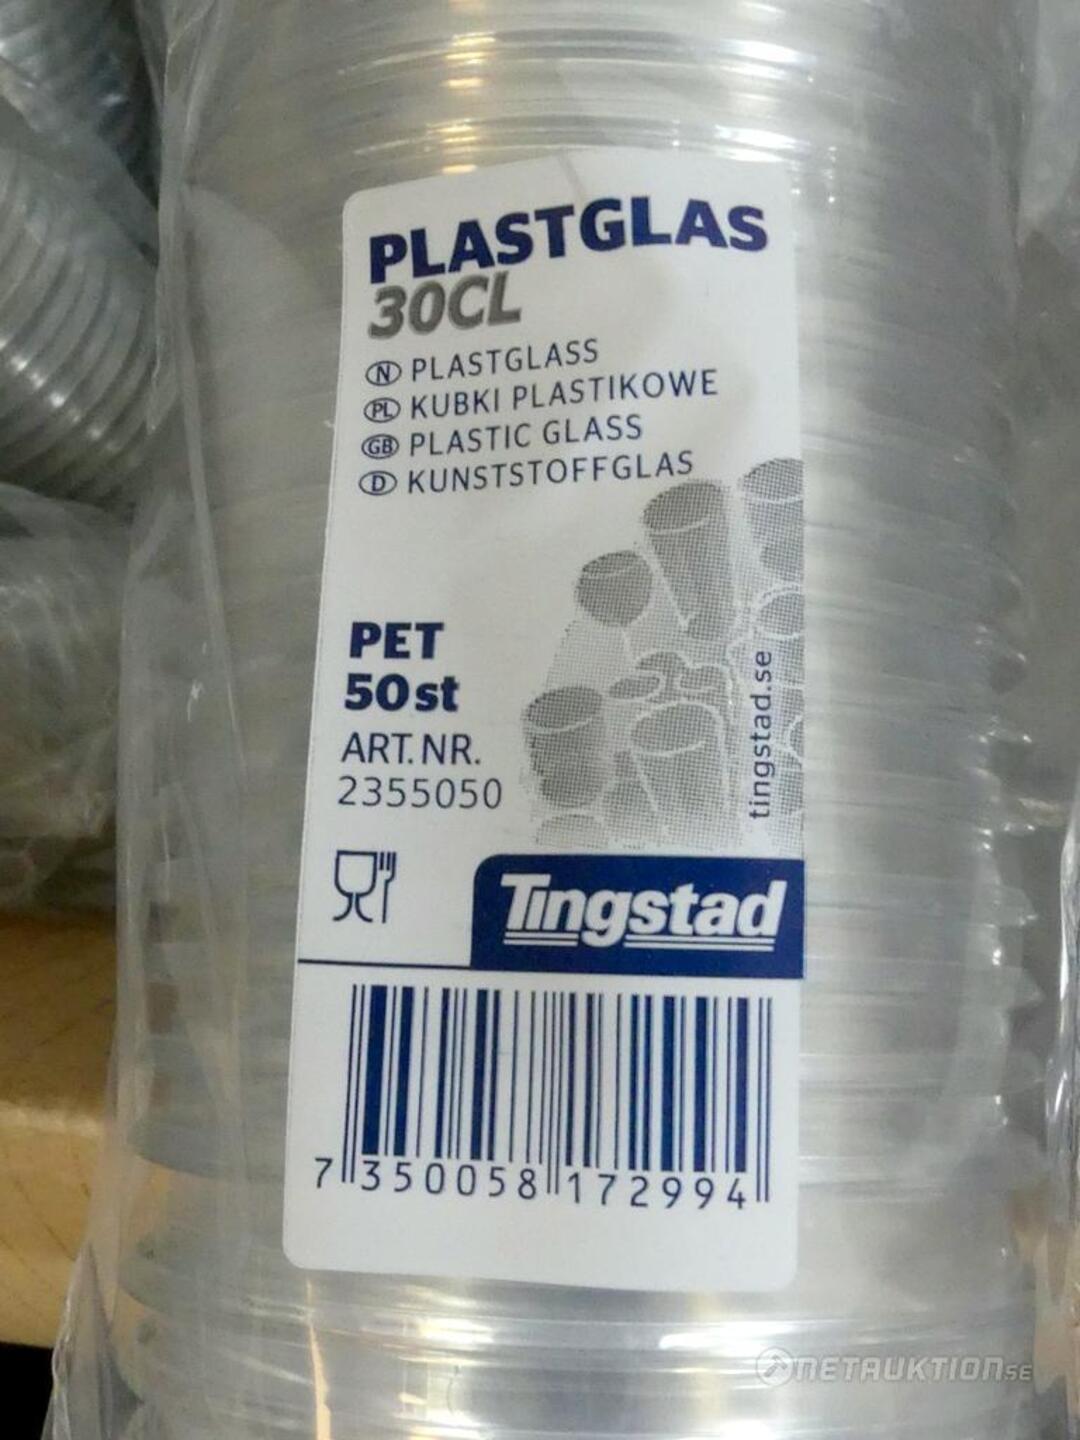 PLASTGLAS
30CL
N PLASTGLASS
PL KUBKI PLASTIKOWE
GB PLASTIC GLASS
D KUNSTSTOFFGLAS
PET
50st
ART.NR.
2355050
tingstad.se
Tingstad
7 350058 172994
NETAUKTION.SE